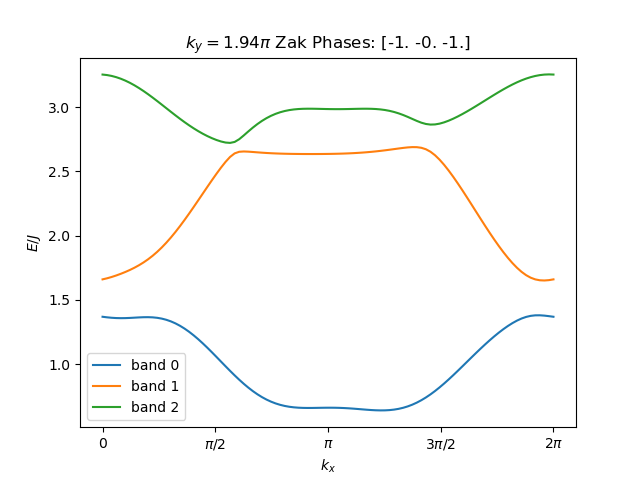 k_y = 1.94π Zak Phases: [-1. -0. -1.]
3.0
2.5
2.0
1.5
1.0
E/J
band 0
band 1
band 2
0 π/2 π 3π/2 2π
k_x